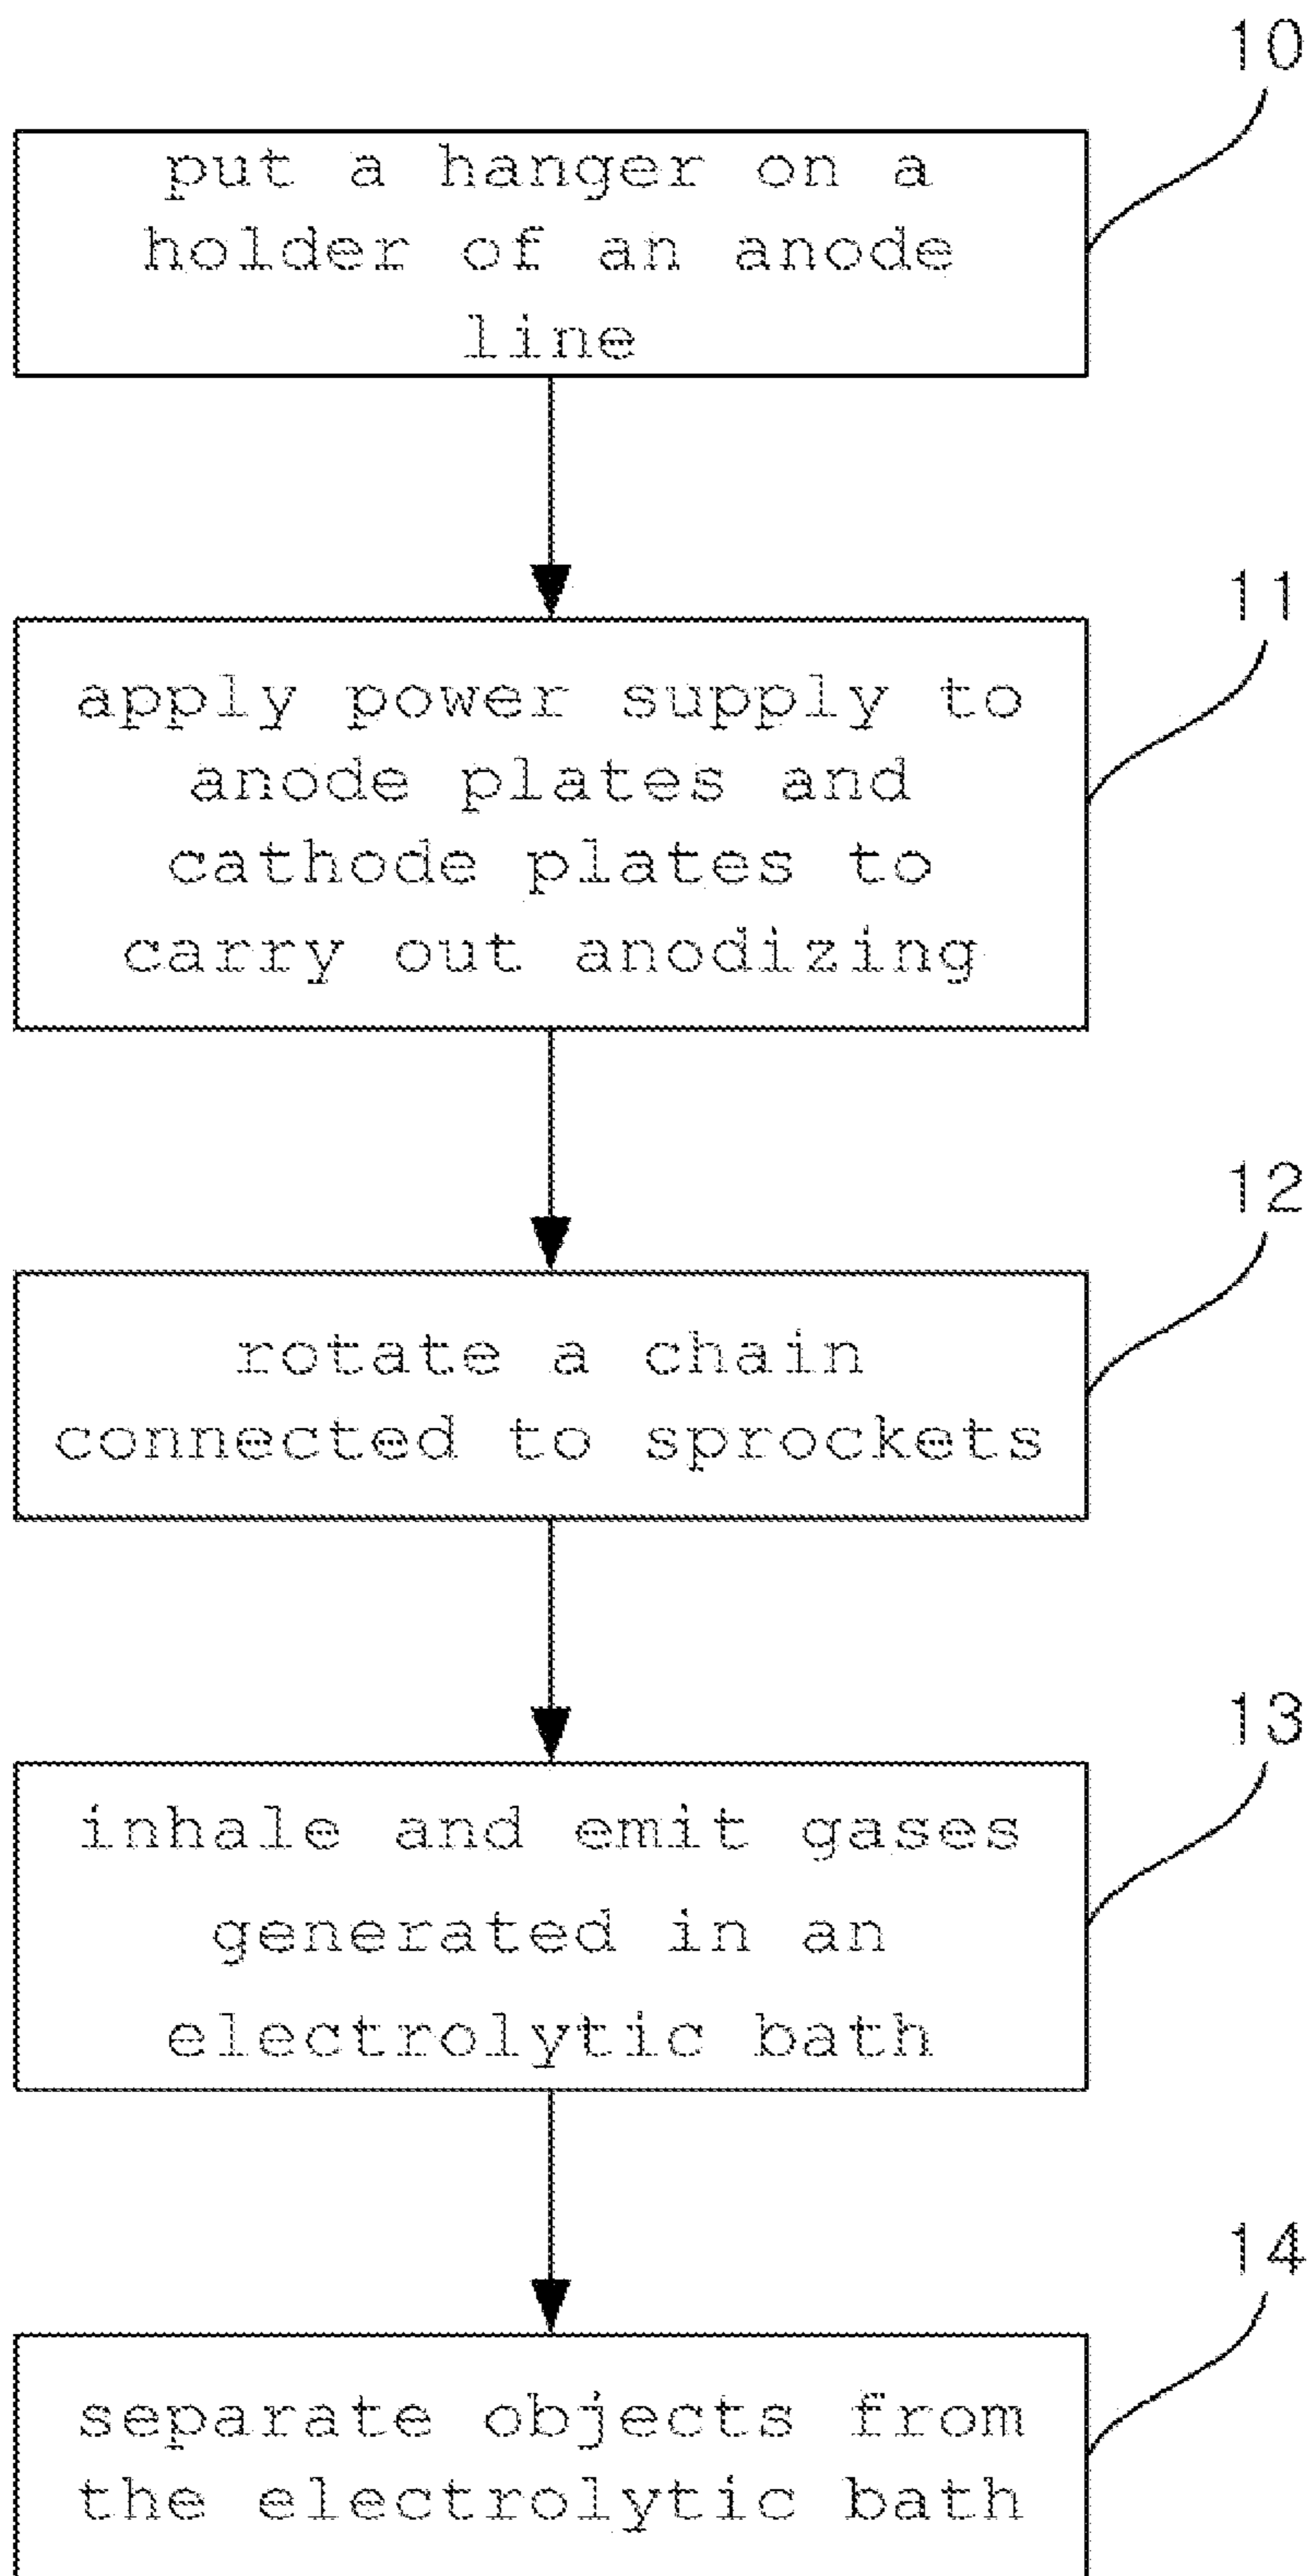 10
put a hanger on a
holder of an anode
line
11
apply power supply to
anode plates and
cathode plates to
carry out anodizing
12
rotate a chain
connected to sprockets
13
inhale and emit gases
generated in an
electrolytic bath
14
separate objects from
the electrolytic bath